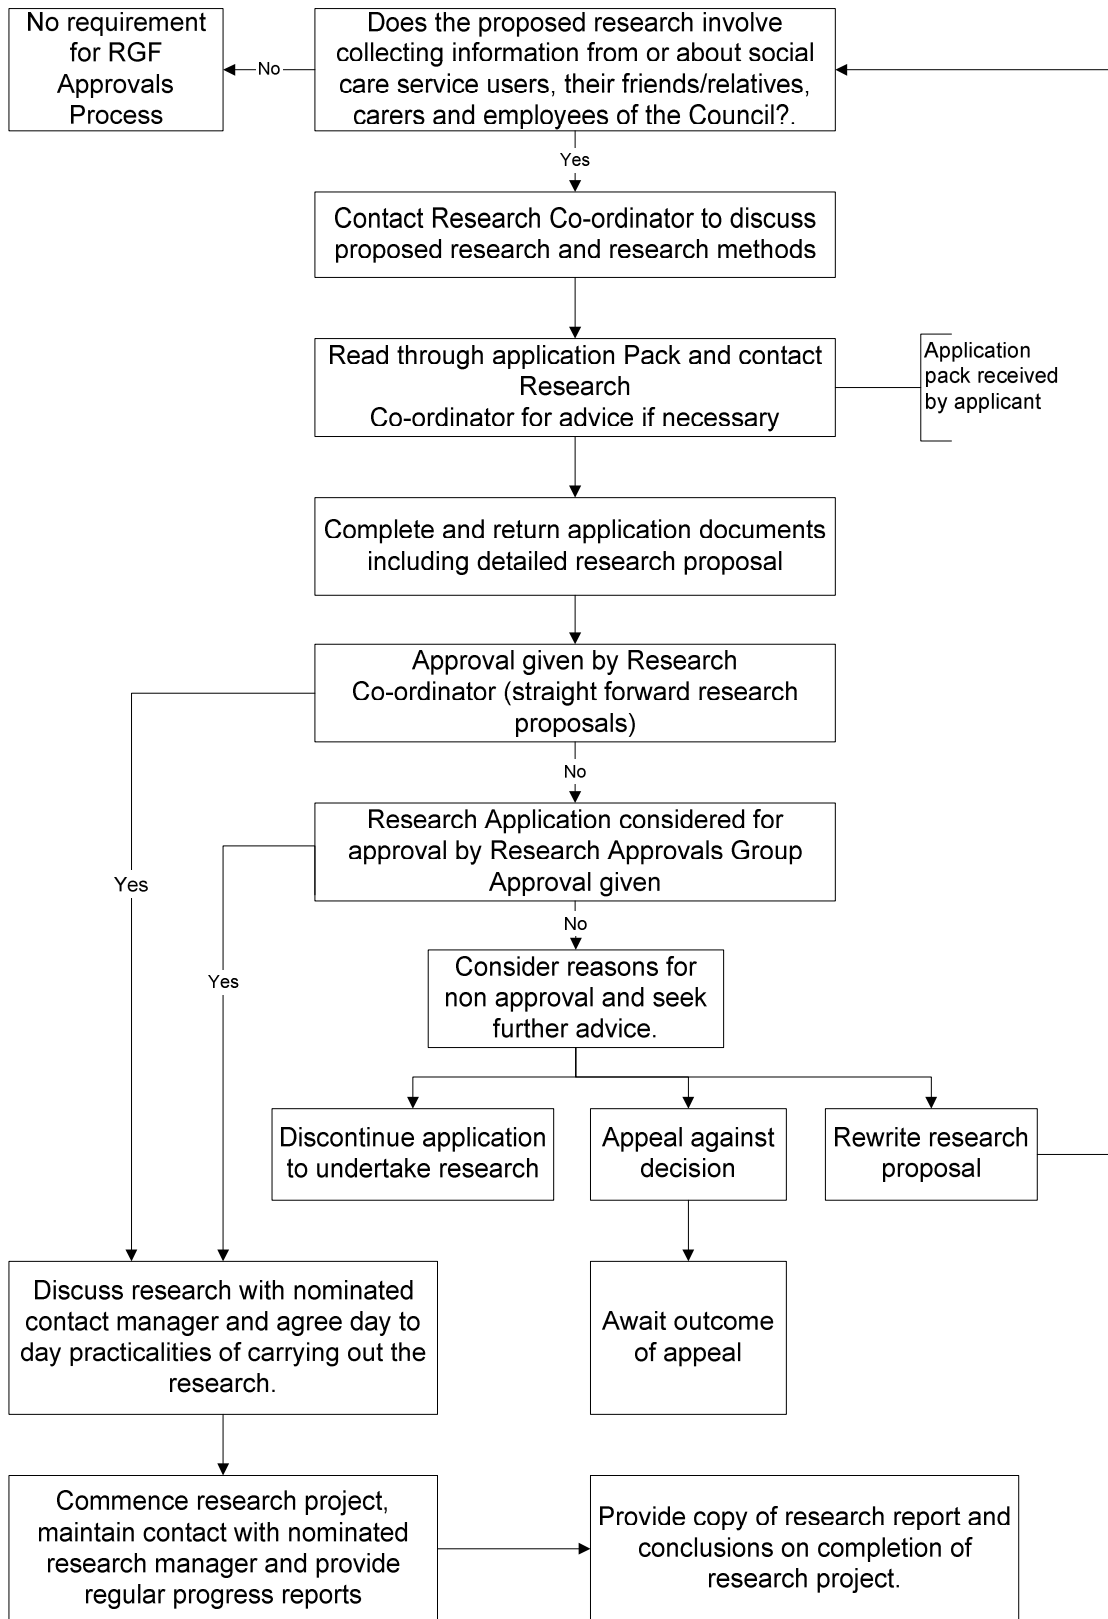 No requirement
for RGF
Approvals
Process
No
Does the proposed research involve
collecting information from or about social
care service users, their friends/relatives,
carers and employees of the Council?.
Yes
Contact Research Co-ordinator to discuss
proposed research and research methods
Read through application Pack and contact
Research
Co-ordinator for advice if necessary
Application
pack received
by applicant
Complete and return application documents
including detailed research proposal
Approval given by Research
Co-ordinator (straight forward research
proposals)
No
Research Application considered for
approval by Research Approvals Group
Approval given
Yes
No
Yes
Consider reasons for
non approval and seek
further advice.
Discontinue application
to undertake research
Appeal against
decision
Rewrite research
proposal
Discuss research with nominated
contact manager and agree day to
day practicalities of carrying out the
research.
Await outcome
of appeal
Commence research project,
maintain contact with nominated
research manager and provide
regular progress reports
Provide copy of research report and
conclusions on completion of
research project.